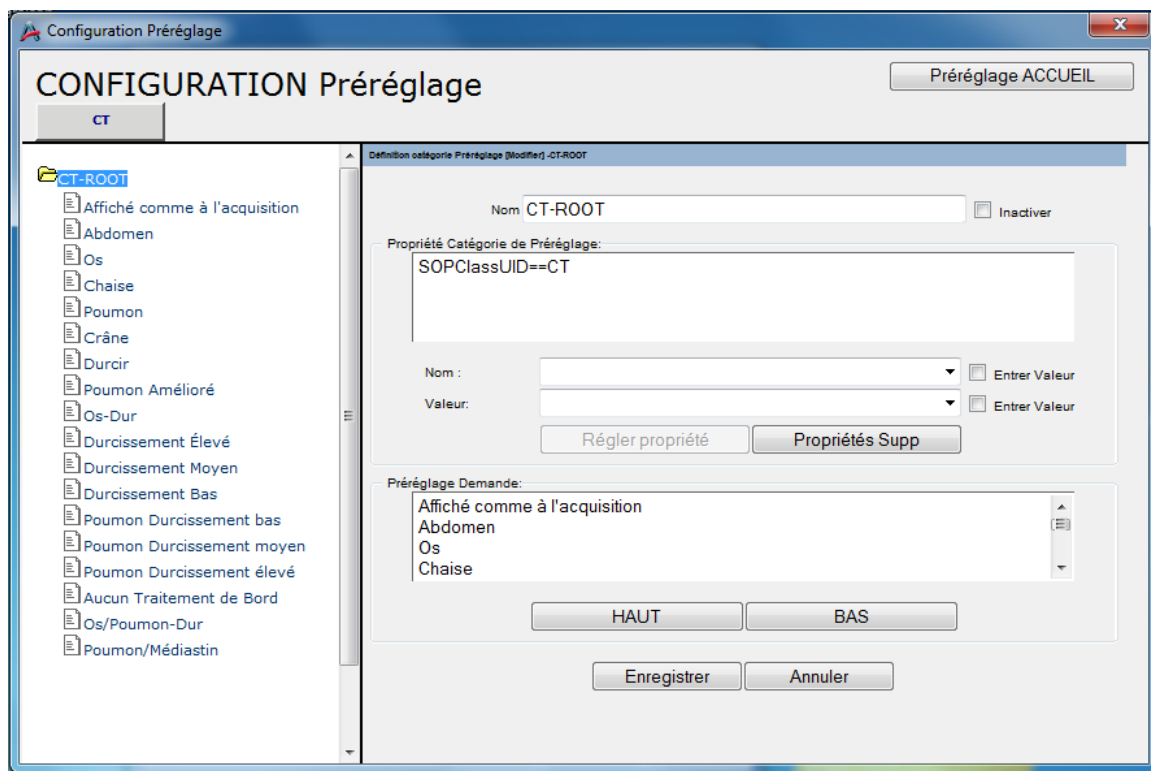 Configuration Préréglage
CONFIGURATION Préréglage
Préréglage ACCUEIL
CT
CT-ROOT
Affiché comme à l'acquisition
Abdomen
Os
Chaise
Poumon
Crâne
Durcir
Poumon Amélioré
Os-Dur
Durcissement Élevé
Durcissement Moyen
Durcissement Bas
Poumon Durcissement bas
Poumon Durcissement moyen
Poumon Durcissement élevé
Aucun Traitement de Bord
Os/Poumon-Dur
Poumon/Médiastin
Définition catégorie Préréglage [Modifier] -CT-ROOT
Nom CT-ROOT Inactiver
Propriété Catégorie de Préréglage:
SOPClassUID==CT
Nom : Entrer Valeur
Valeur: Entrer Valeur
Régler propriété Propriétés Supp
Préréglage Demande:
Affiché comme à l'acquisition
Abdomen
Os
Chaise
HAUT BAS
Enregistrer Annuler